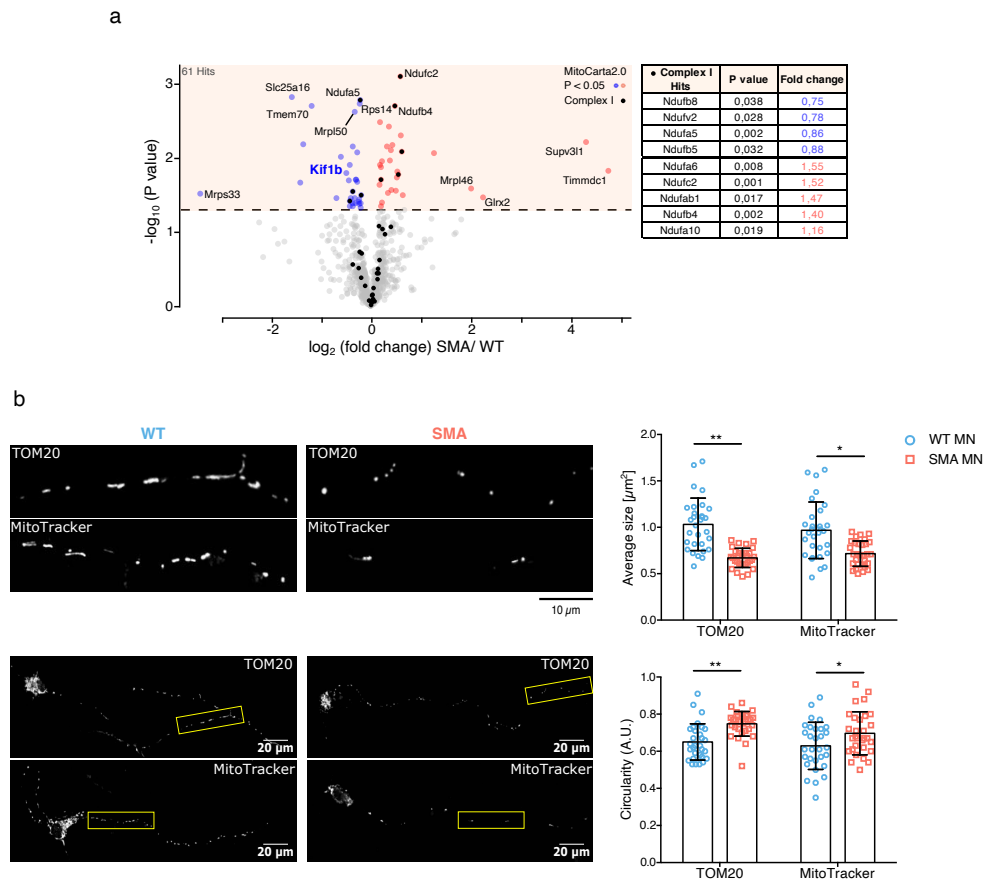 a
61 Hits
MitoCarta2.0
P < 0.05
Complex I
Ndufc2
Slc25a16
Ndufa5
Tmem70
Rps14
Ndufb4
Mrpl50
Kif1b
Supv3l1
Mrpl46
Timmdc1
Mrps33
Glrx2
3
2
1
0
-log10 (P value)
-2 0 2 4
log2 (fold change) SMA/ WT
• Complex I Hits P value Fold change
Ndufb8 0,038 0,75
Ndufv2 0,028 0,78
Ndufa5 0,002 0,86
Ndufb5 0,032 0,88
Ndufa6 0,008 1,55
Ndufc2 0,001 1,52
Ndufab1 0,017 1,47
Ndufb4 0,002 1,40
Ndufa10 0,019 1,16
b
WT SMA
TOM20 TOM20
MitoTracker MitoTracker
10 µm
TOM20 TOM20
20 µm 20 µm
MitoTracker MitoTracker
20 µm 20 µm
Average size [µm2]
2.0
1.5
1.0
0.5
0.0
** *
TOM20 MitoTracker
WT MN
SMA MN
Circularity (A.U.)
1.0
0.8
0.6
0.4
0.2
0.0
** *
TOM20 MitoTracker